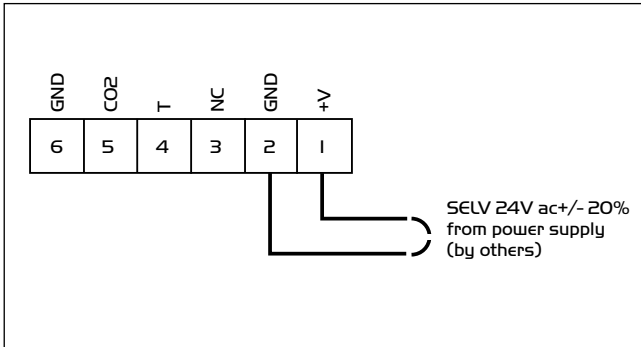 GND CO2 T NC GND +V
6 5 4 3 2 1
SELV 24V ac+/- 20%
from power supply
(by others)